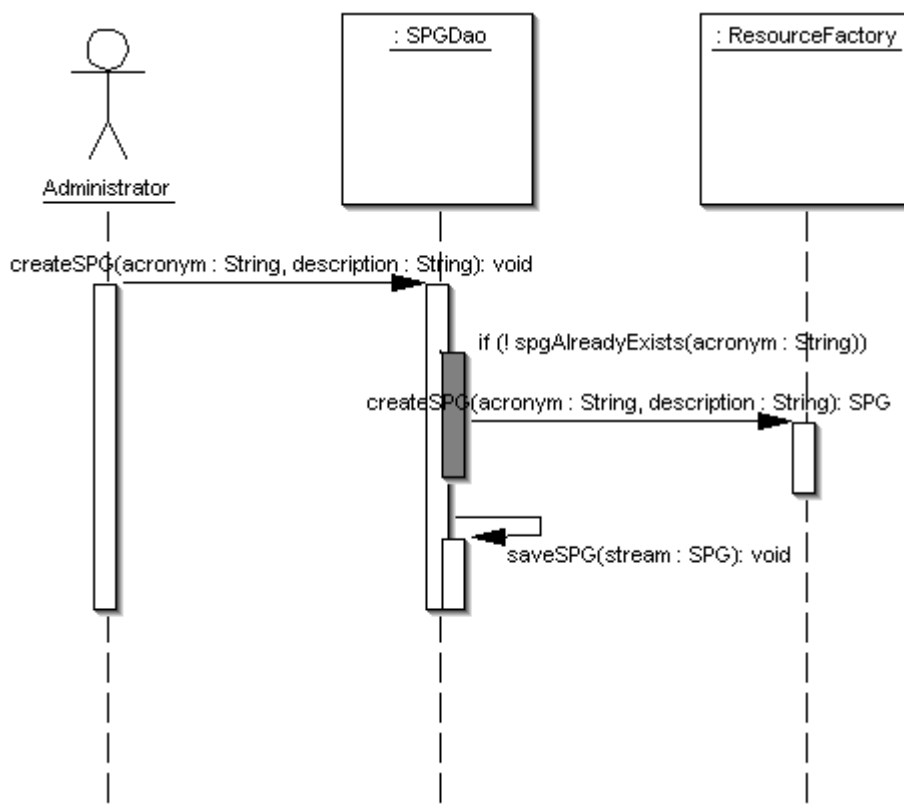 : SPGDao
: ResourceFactory
Administrator
createSPG(acronym : String, description : String): void
if (! spgAlreadyExists(acronym : String))
createSPG(acronym : String, description : String): SPG
saveSPG(stream : SPG): void